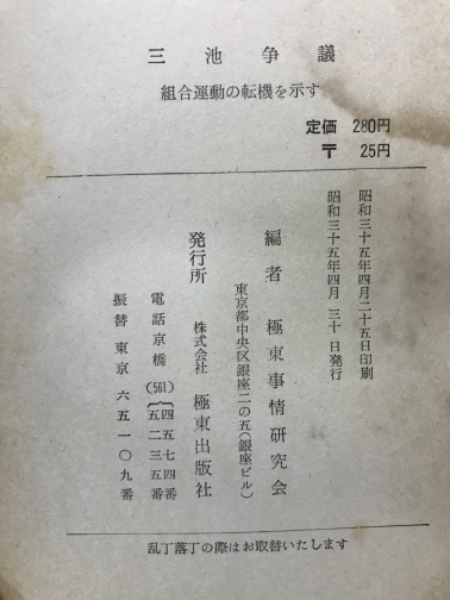 三池争議
組合運動の転機を示す
定価 280円
〒 25円
昭和三十五年四月二十五日印刷
昭和三十五年四月三十日発行
編者 極東事情研究会
東京都中央区銀座二の五(銀座ビル)
発行所 株式会社 極東出版社
電話京橋(561){四五七四番
五二三五番
振替東京六五一〇九番
乱丁落丁の際はお取替いたします